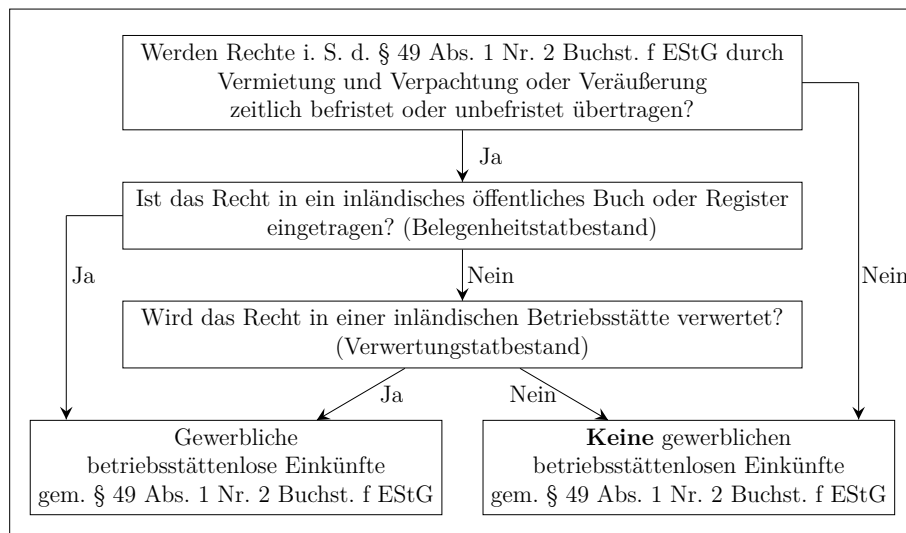 Werden Rechte i. S. d. § 49 Abs. 1 Nr. 2 Buchst. f EStG durch
Vermietung und Verpachtung oder Veräußerung
zeitlich befristet oder unbefristet übertragen?
Ja
Ist das Recht in ein inländisches öffentliches Buch oder Register
eingetragen? (Belegenheitstatbestand)
Ja
Nein
Nein
Wird das Recht in einer inländischen Betriebsstätte verwertet?
(Verwertungstatbestand)
Ja
Nein
Gewerbliche
betriebsstättenlose Einkünfte
gem. § 49 Abs. 1 Nr. 2 Buchst. f EStG
Keine gewerblichen
betriebsstättenlosen Einkünfte
gem. § 49 Abs. 1 Nr. 2 Buchst. f EStG